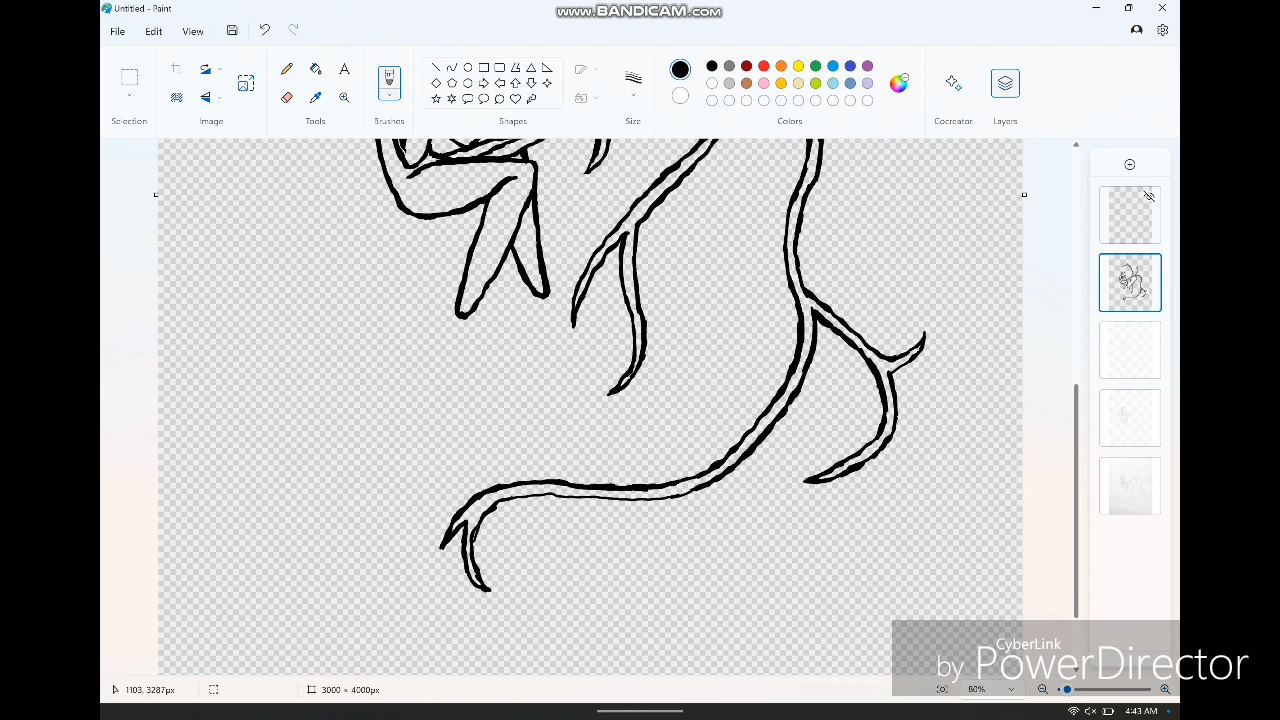 www.BANDICAM.com
Untitled - Paint
File Edit View
Selection Image Tools Brushes Shapes Size Colors Cocreator Layers
CyberLink
by PowerDirector
1103, 3287px 3000 × 4000px 80%
4:43 AM